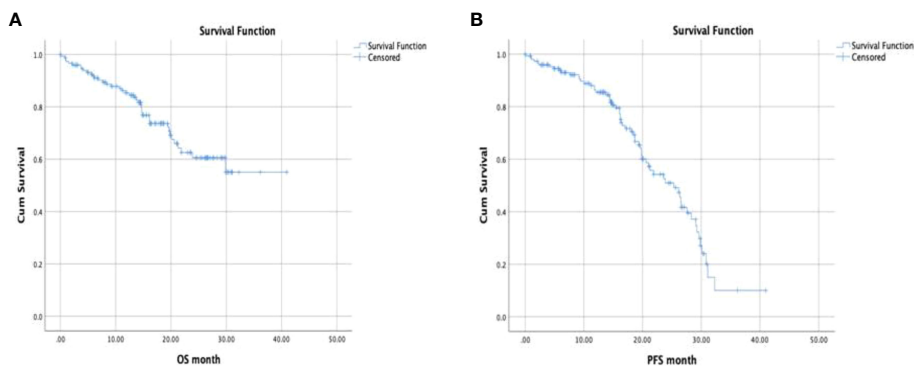 A
Survival Function
Survival Function
Censored
Cum Survival
1.0
0.8
0.6
0.4
0.2
0.0
.00 10.00 20.00 30.00 40.00 50.00
OS month
B
Survival Function
Survival Function
Censored
Cum Survival
1.0
0.8
0.6
0.4
0.2
0.0
.00 10.00 20.00 30.00 40.00 50.00
PFS month